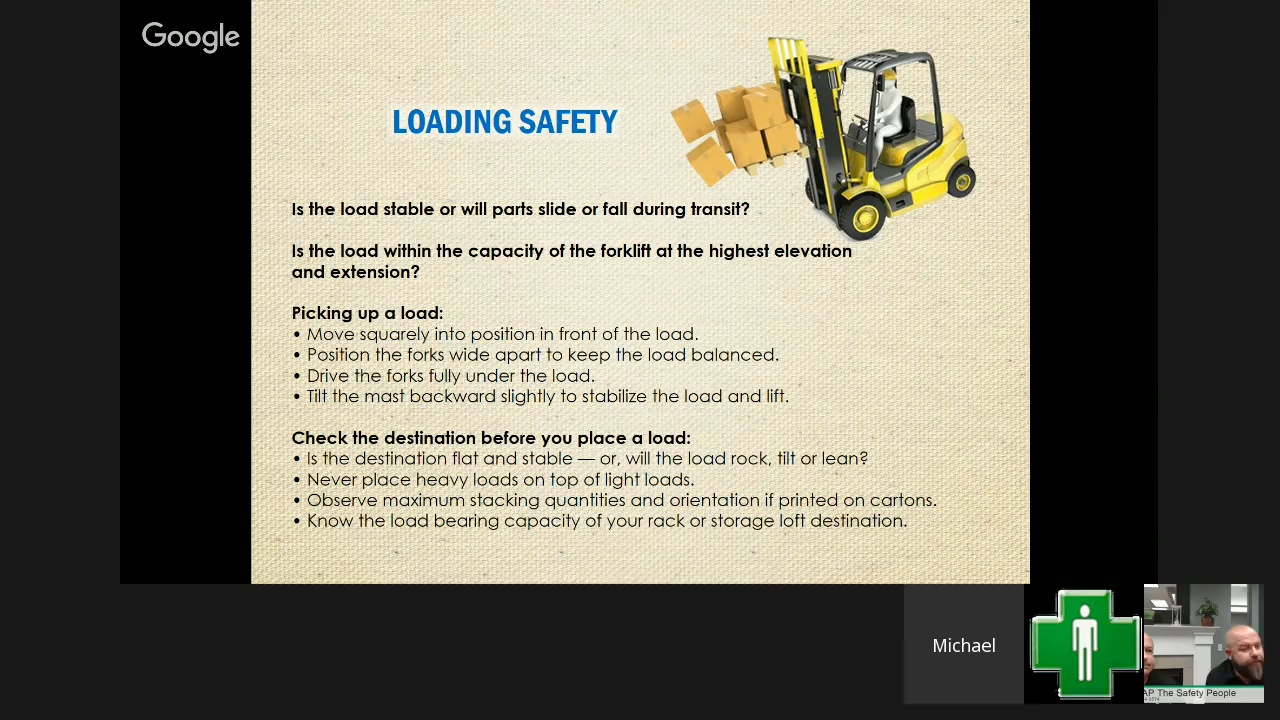 Google
LOADING SAFETY
Is the load stable or will parts slide or fall during transit?
Is the load within the capacity of the forklift at the highest elevation
and extension?
Picking up a load:
• Move squarely into position in front of the load.
• Position the forks wide apart to keep the load balanced.
• Drive the forks fully under the load.
• Tilt the mast backward slightly to stabilize the load and lift.
Check the destination before you place a load:
• Is the destination flat and stable — or, will the load rock, tilt or lean?
• Never place heavy loads on top of light loads.
• Observe maximum stacking quantities and orientation if printed on cartons.
• Know the load bearing capacity of your rack or storage loft destination.
Michael
AP The Safety People